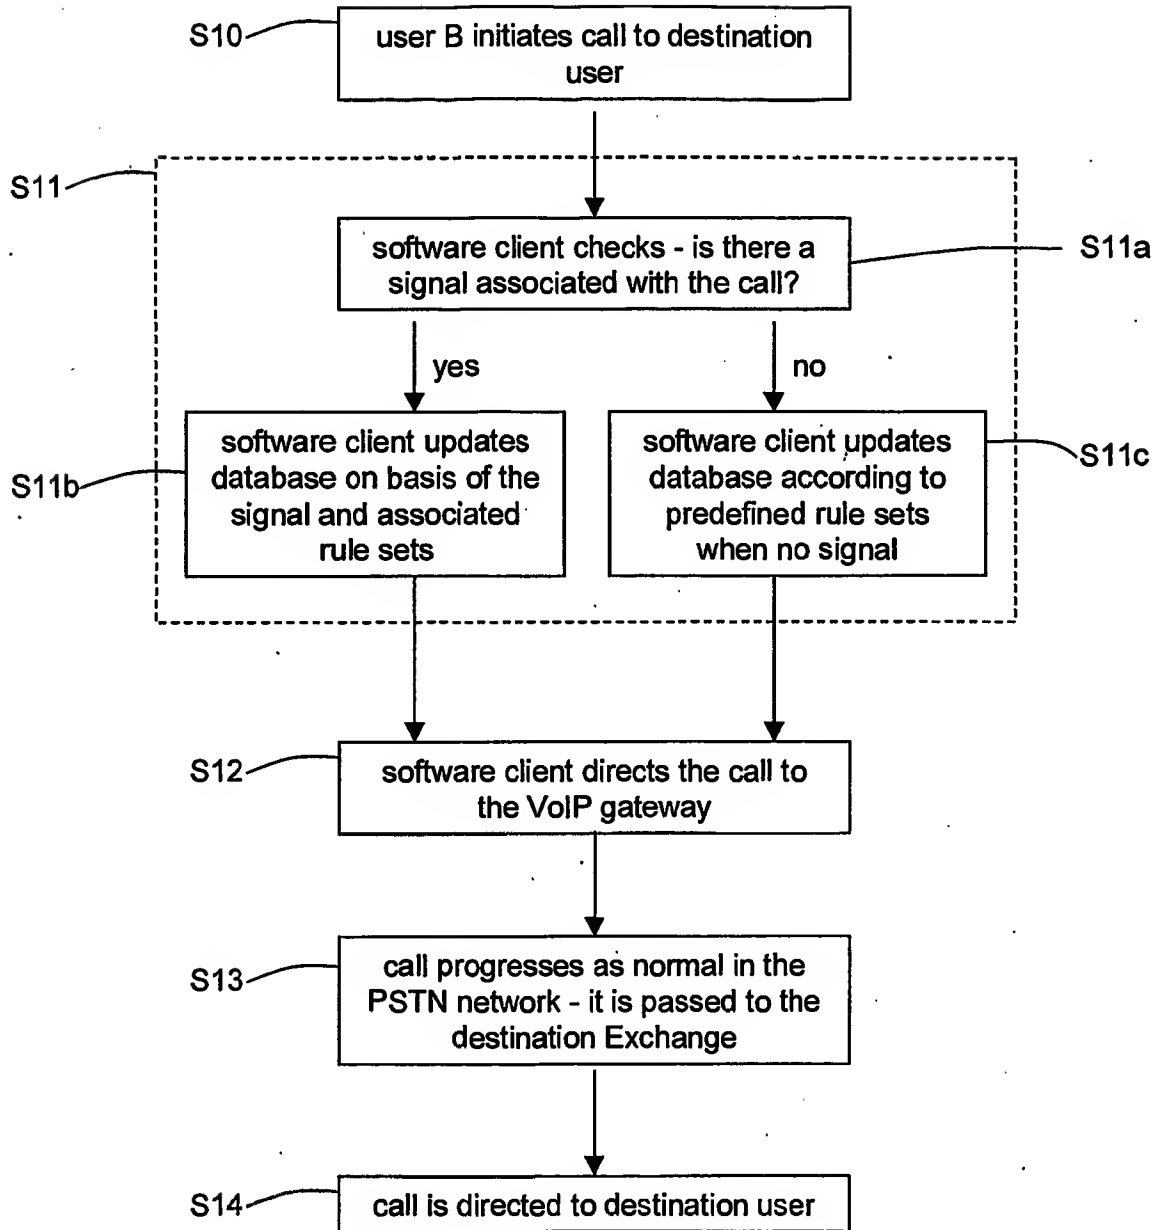 S10
user B initiates call to destination
user
S11
software client checks - is there a
signal associated with the call?
S11a
yes
no
S11b
software client updates
database on basis of the
signal and associated
rule sets
software client updates
database according to
predefined rule sets
when no signal
S11c
S12
software client directs the call to
the VoIP gateway
S13
call progresses as normal in the
PSTN network - it is passed to the
destination Exchange
S14
call is directed to destination user